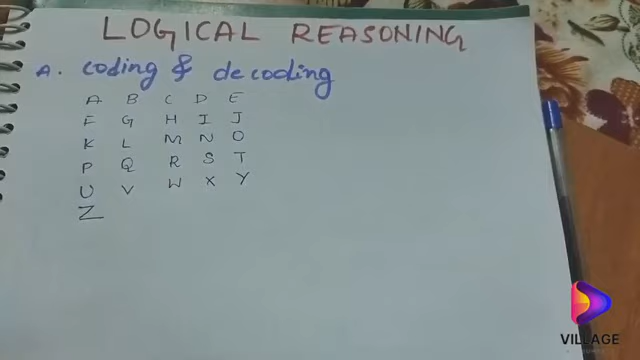 LOGICAL REASONING
A. coding & decoding
A B C D E
F G H I J
K L M N O
P Q R S T
U V W X Y
Z
VILLAGE